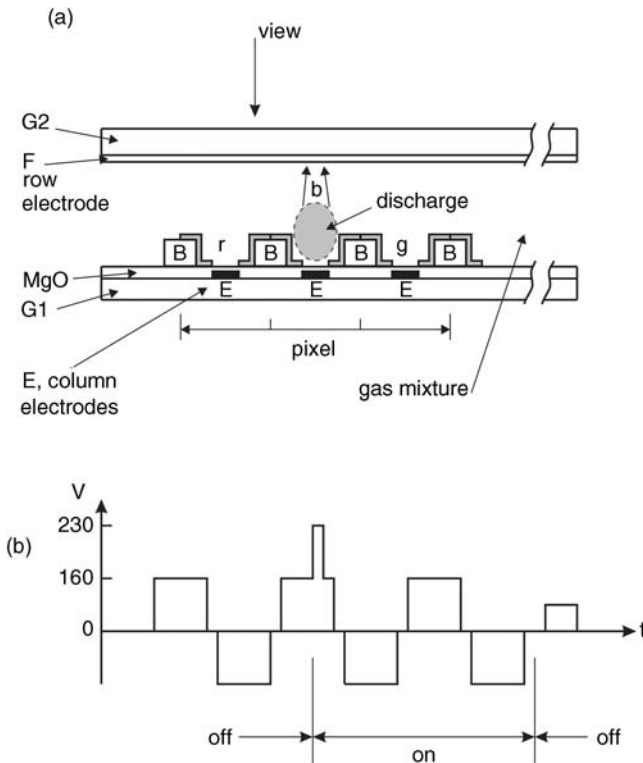 (a)
view
G2
F
row
electrode
b
discharge
B r B B g B
MgO
G1
E E E
pixel
E, column
electrodes
gas mixture
(b)
V
230
160
0
t
off on off